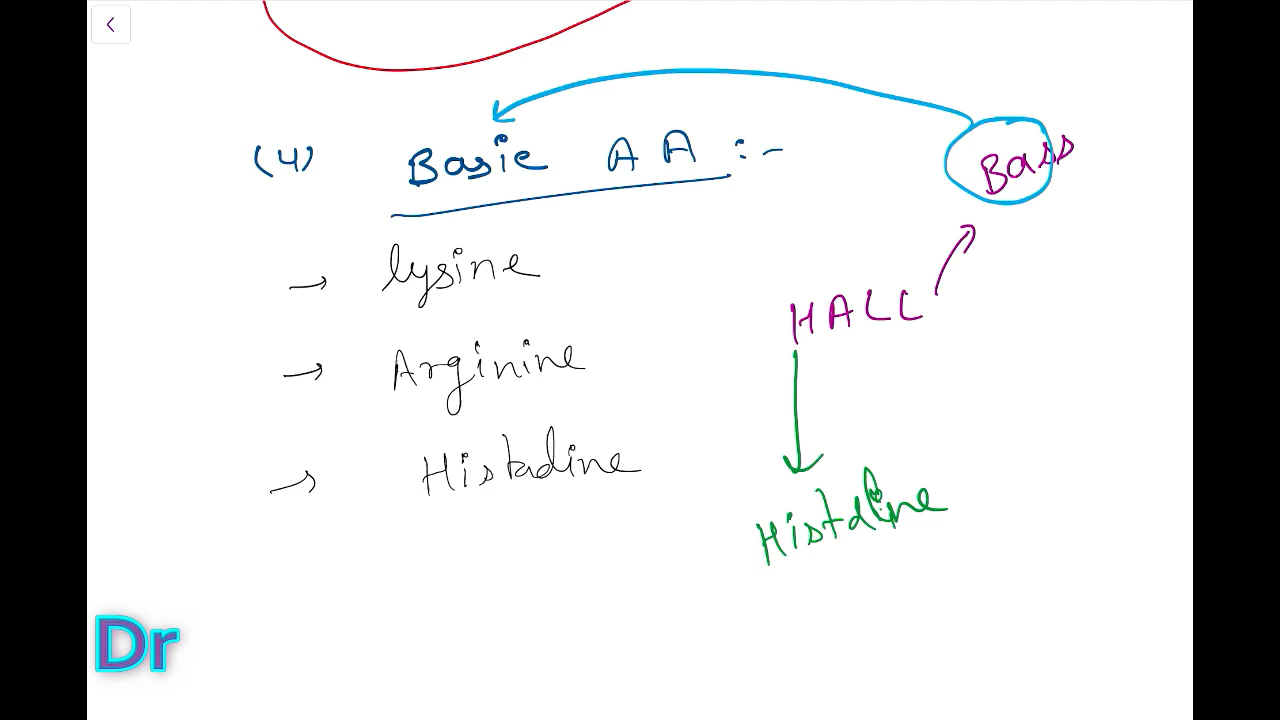 (4) Basic AA :-
Bass
lysine
HALL
Arginine
Histadine
Histdine
Dr